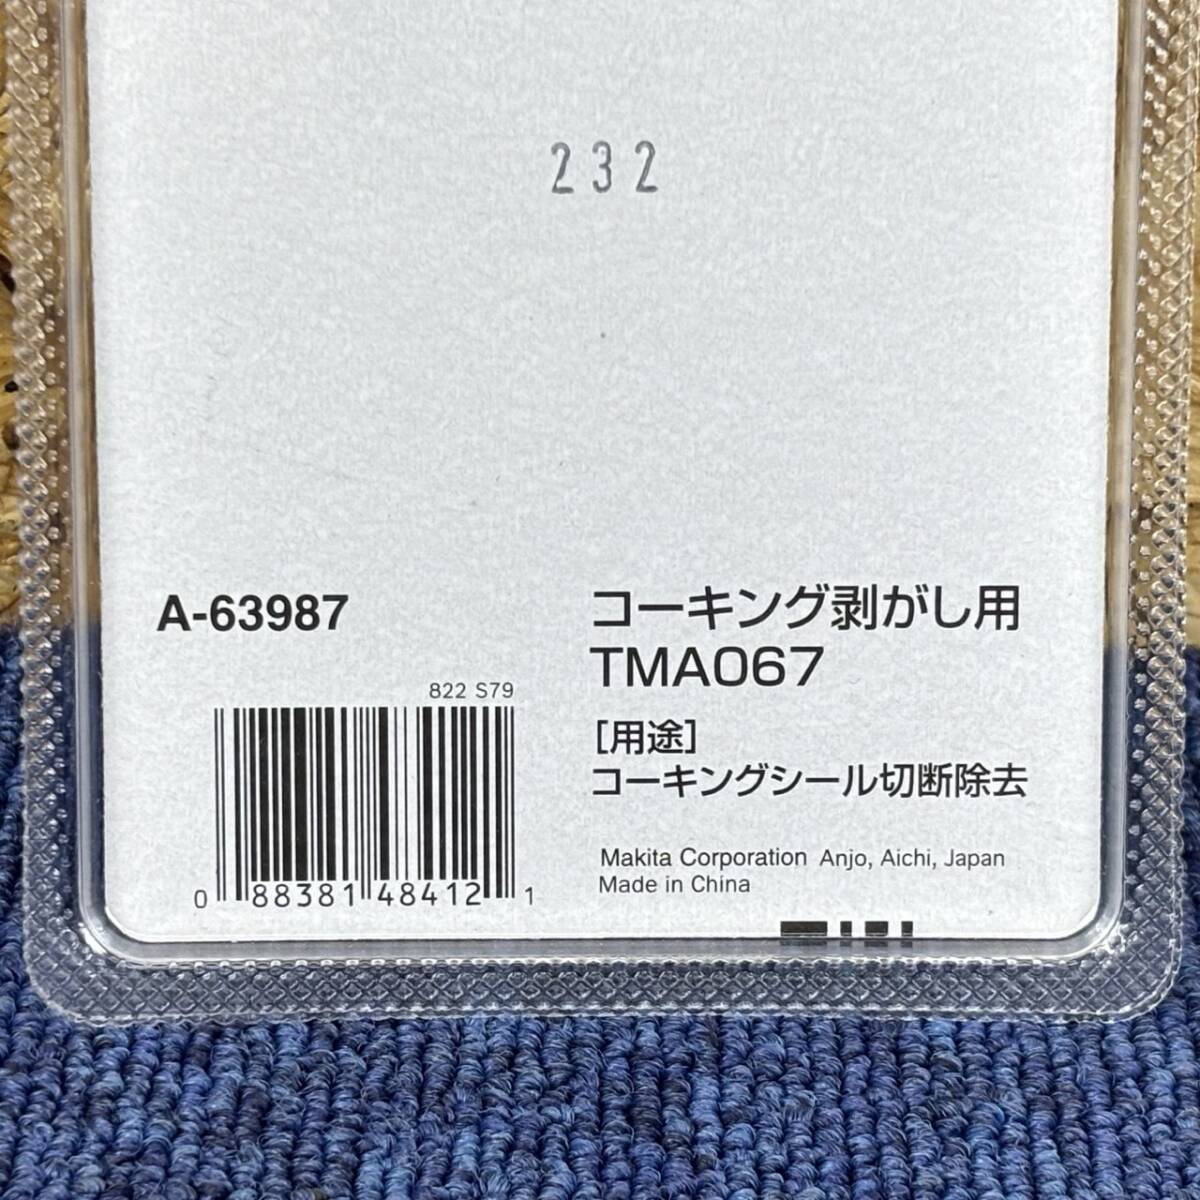 232
A-63987
822 S79
0 88381 48412 1
コーキング剥がし用
TMA067
[用途]
コーキングシール切断除去
Makita Corporation Anjo, Aichi, Japan
Made in China